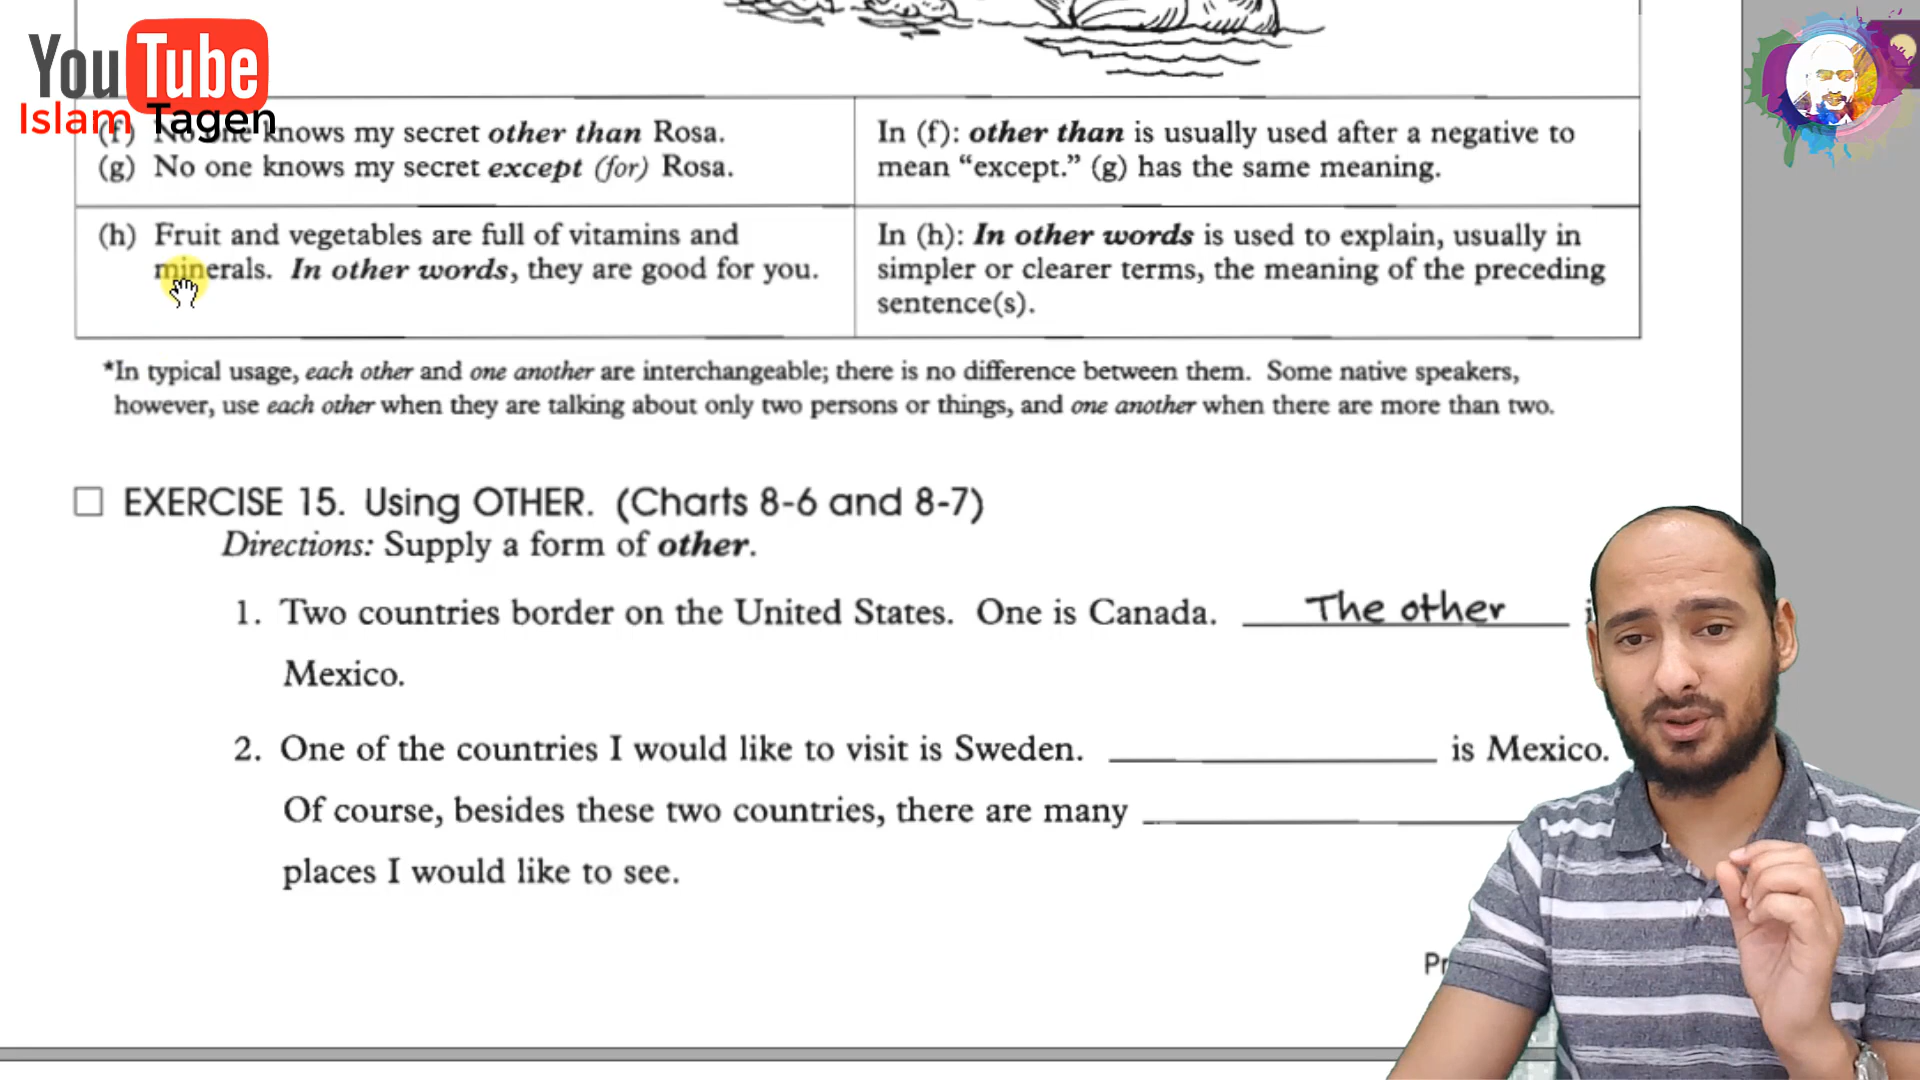 YouTube
Islam Tagen
(f) No one knows my secret other than Rosa.
(g) No one knows my secret except (for) Rosa.
In (f): other than is usually used after a negative to
mean “except.” (g) has the same meaning.
(h) Fruit and vegetables are full of vitamins and
minerals. In other words, they are good for you.
In (h): In other words is used to explain, usually in
simpler or clearer terms, the meaning of the preceding
sentence(s).
*In typical usage, each other and one another are interchangeable; there is no difference between them. Some native speakers,
however, use each other when they are talking about only two persons or things, and one another when there are more than two.
EXERCISE 15. Using OTHER. (Charts 8-6 and 8-7)
Directions: Supply a form of other.
1. Two countries border on the United States. One is Canada. The other
Mexico.
2. One of the countries I would like to visit is Sweden. ____ is Mexico.
Of course, besides these two countries, there are many ____
places I would like to see.